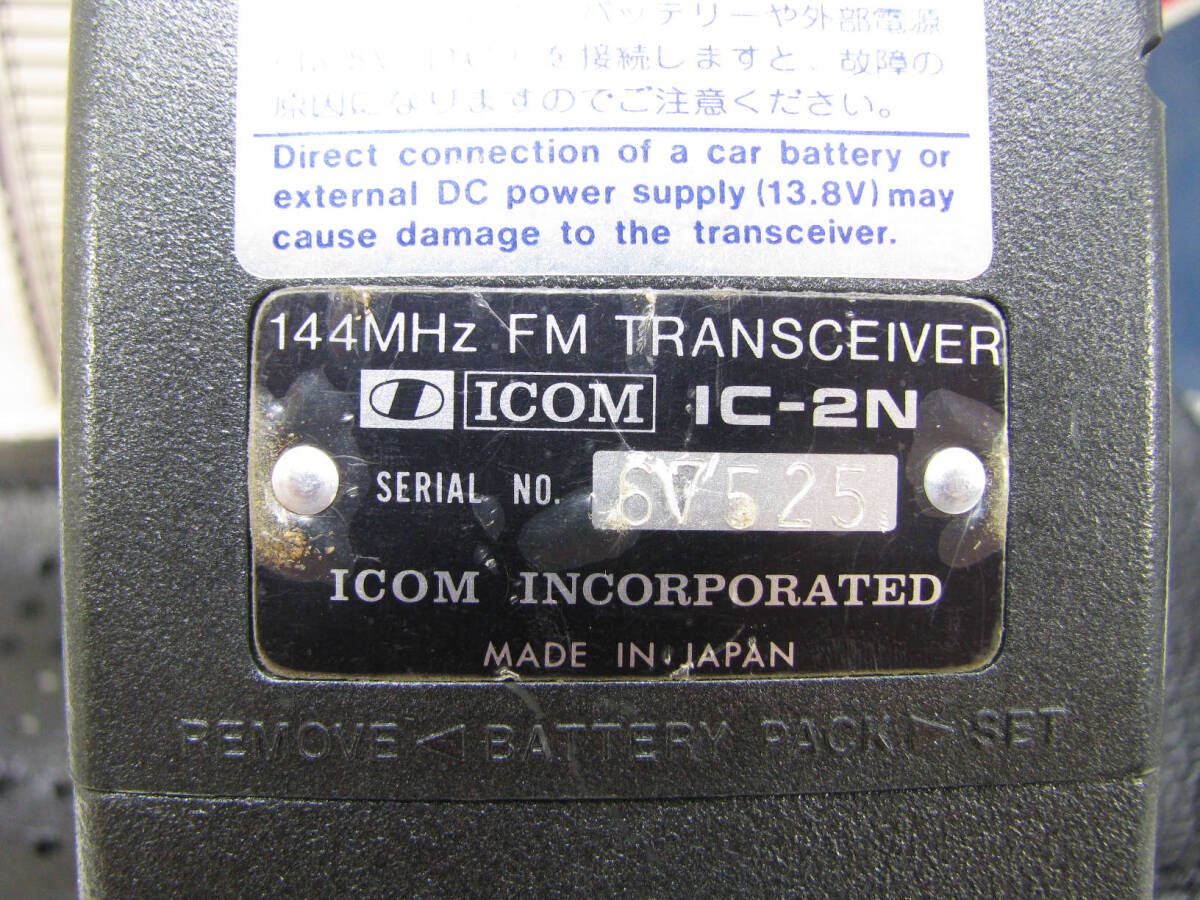 バッテリーや外部電源
を接続しますと、故障の
原因になりますのでご注意ください。
Direct connection of a car battery or
external DC power supply (13.8V) may
cause damage to the transceiver.
144MHz FM TRANSCEIVER
ICOM IC-2N
SERIAL NO. 67525
ICOM INCORPORATED
MADE IN JAPAN
REMOVE ◁ BATTERY PACK ▷ SET